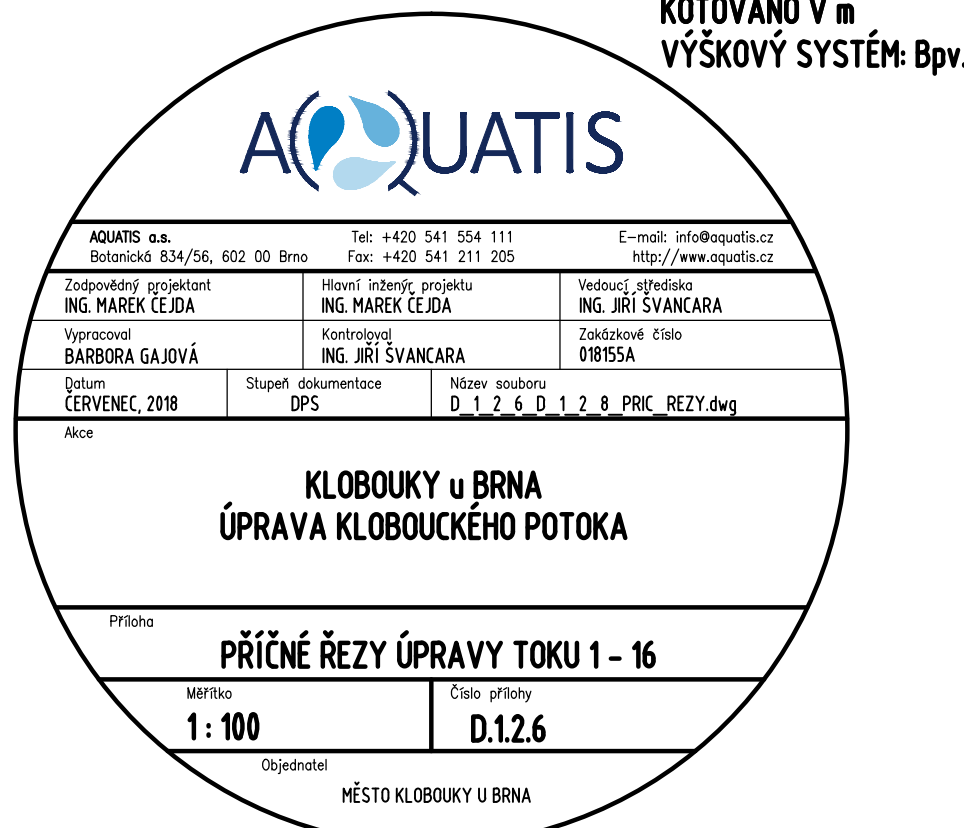 KÓTOVÁNO V m
VÝŠKOVÝ SYSTÉM: Bpv.
AQUATIS
AQUATIS a.s. Tel: +420 541 554 111 E-mail: info@aquatis.cz
Botanická 834/56, 602 00 Brno Fax: +420 541 211 205 http://www.aquatis.cz
Zodpovědný projektant Hlavní inženýr projektu Vedoucí střediska
ING. MAREK ČEJDA ING. MAREK ČEJDA ING. JIŘÍ ŠVANCARA
Vypracoval Kontroloval Zakázkové číslo
BARBORA GAJOVÁ ING. JIŘÍ ŠVANCARA 018155A
Datum Stupeň dokumentace Název souboru
ČERVENEC, 2018 DPS D_1_2_6_D_1_2_8_PRIC_REZY.dwg
Akce
KLOBOUKY u BRNA
ÚPRAVA KLOBOUCKÉHO POTOKA
Příloha
PŘÍČNÉ ŘEZY ÚPRAVY TOKU 1 - 16
Měřítko Číslo přílohy
1 : 100 D.1.2.6
Objednatel
MĚSTO KLOBOUKY U BRNA